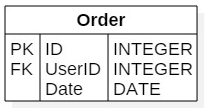 Order
PK ID INTEGER
FK UserID INTEGER
Date DATE